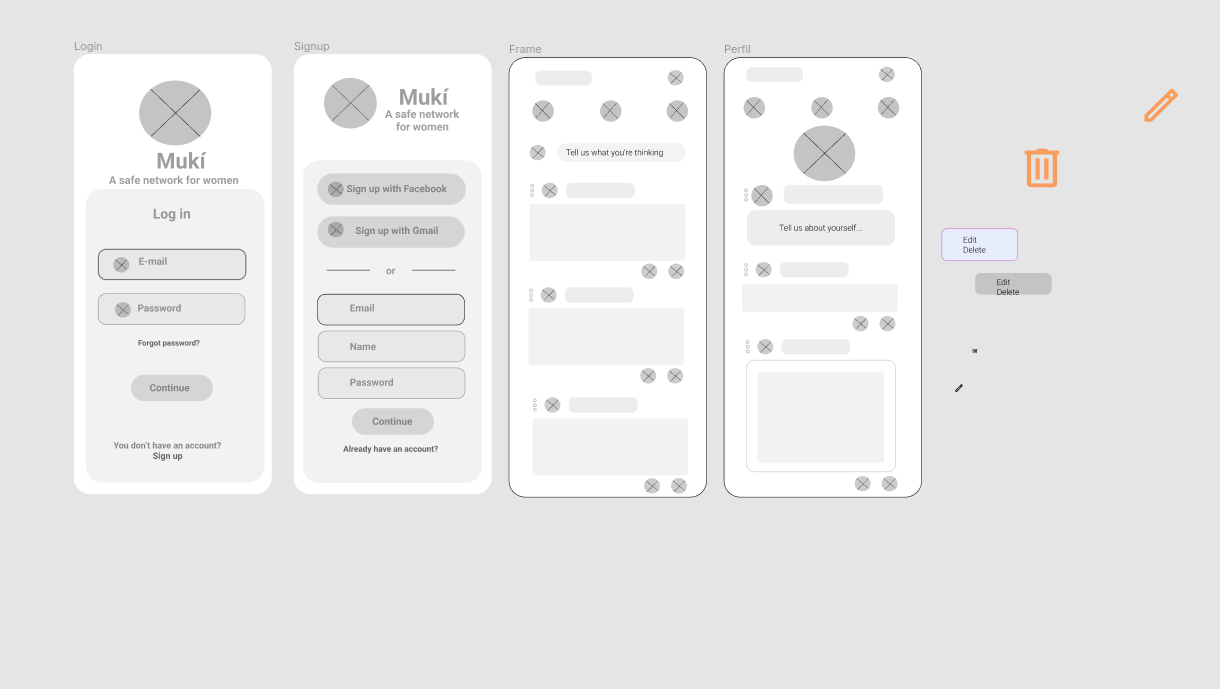 Login
Mukí
A safe network for women
Log in
E-mail
Password
Forgot password?
Continue
You don't have an account?
Sign up
Signup
Mukí
A safe network
for women
Sign up with Facebook
Sign up with Gmail
or
Email
Name
Password
Continue
Already have an account?
Frame
Tell us what you're thinking
Perfil
Tell us about yourself...
Edit
Delete
Edit
Delete